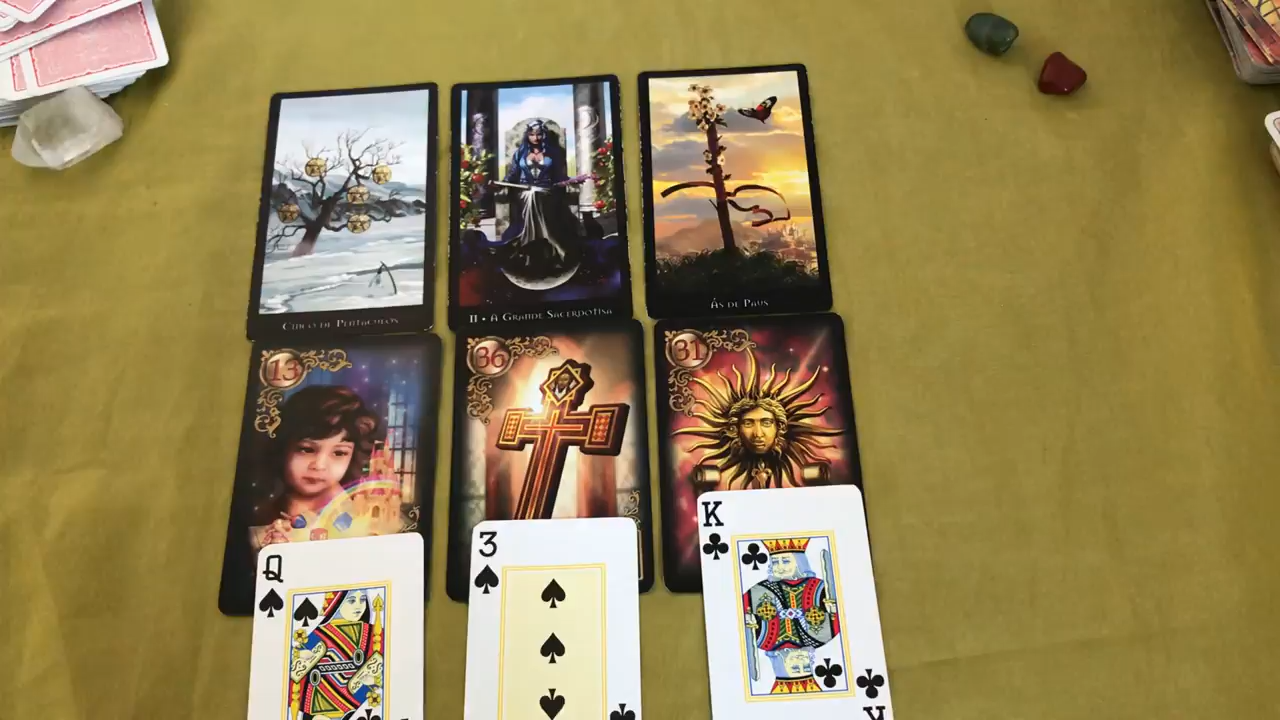 CINCO DE PENTÁCULOS
II • A GRANDE SACERDOTISA
ÁS DE PAUS
13
36
31
Q
3
K
K